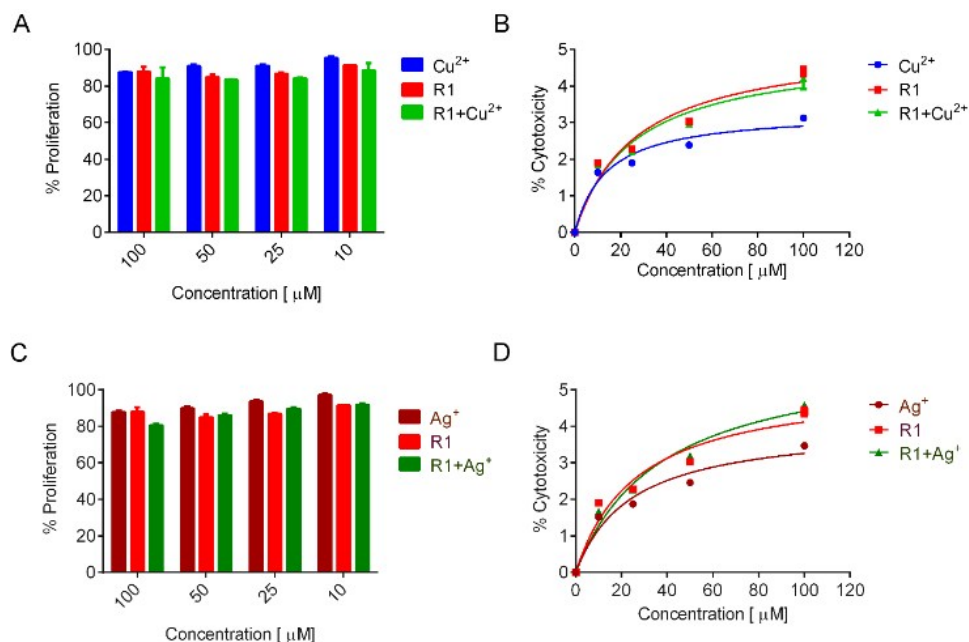 A
100
80
60
40
20
0
% Proliferation
100
50
25
10
Concentration [ μM]
Cu²⁺
R1
R1+Cu²⁺
B
5
4
3
2
1
0
% Cytotoxicity
0 20 40 60 80 100 120
Concentration [ μM]
Cu²⁺
R1
R1+Cu²⁺
C
100
80
60
40
20
0
% Proliferation
100
50
25
10
Concentration [ μM]
Ag⁺
R1
R1+Ag⁺
D
5
4
3
2
1
0
% Cytotoxicity
0 20 40 60 80 100 120
Concentration [ μM]
Ag⁺
R1
R1+Ag⁺